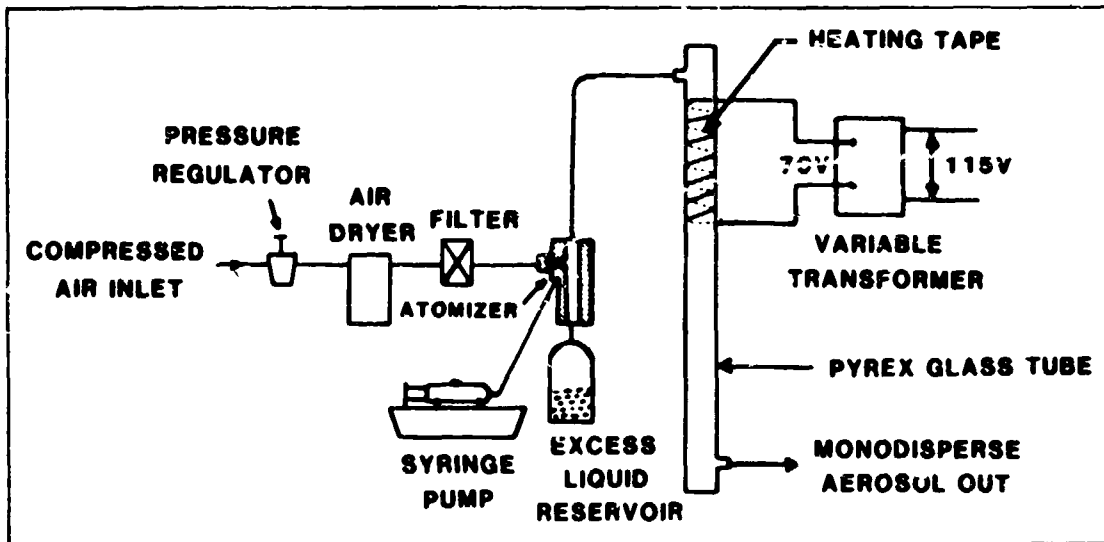 HEATING TAPE
PRESSURE
REGULATOR
AIR
DRYER
FILTER
70V
115V
COMPRESSED
AIR INLET
ATOMIZER
VARIABLE
TRANSFORMER
PYREX GLASS TUBE
SYRINGE
PUMP
EXCESS
LIQUID
RESERVOIR
MONODISPERSE
AEROSOL OUT